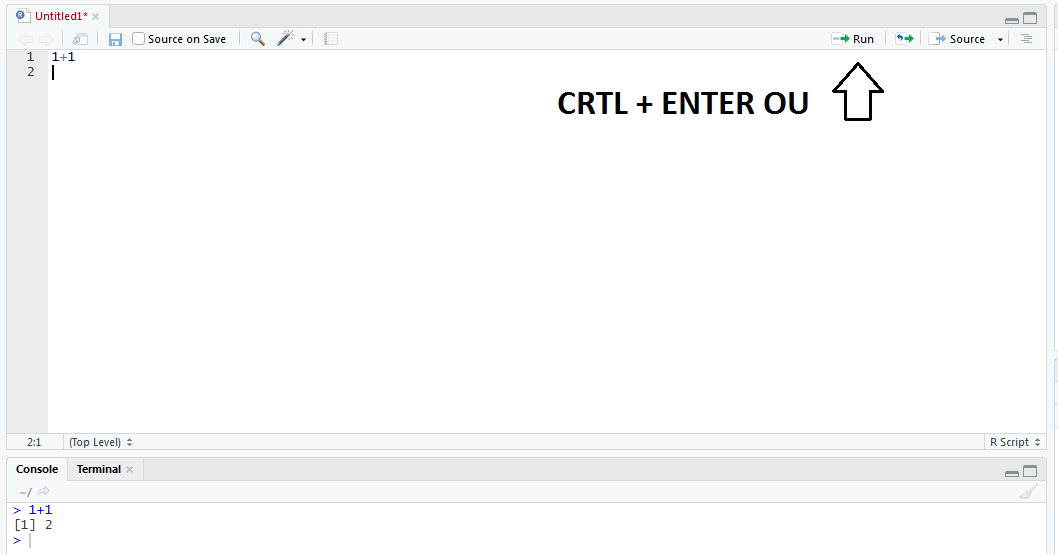 Untitled1*
Source on Save
Run
Source
1 1+1
2
CRTL + ENTER OU
2:1 (Top Level) R Script
Console Terminal
~/
> 1+1
[1] 2
>